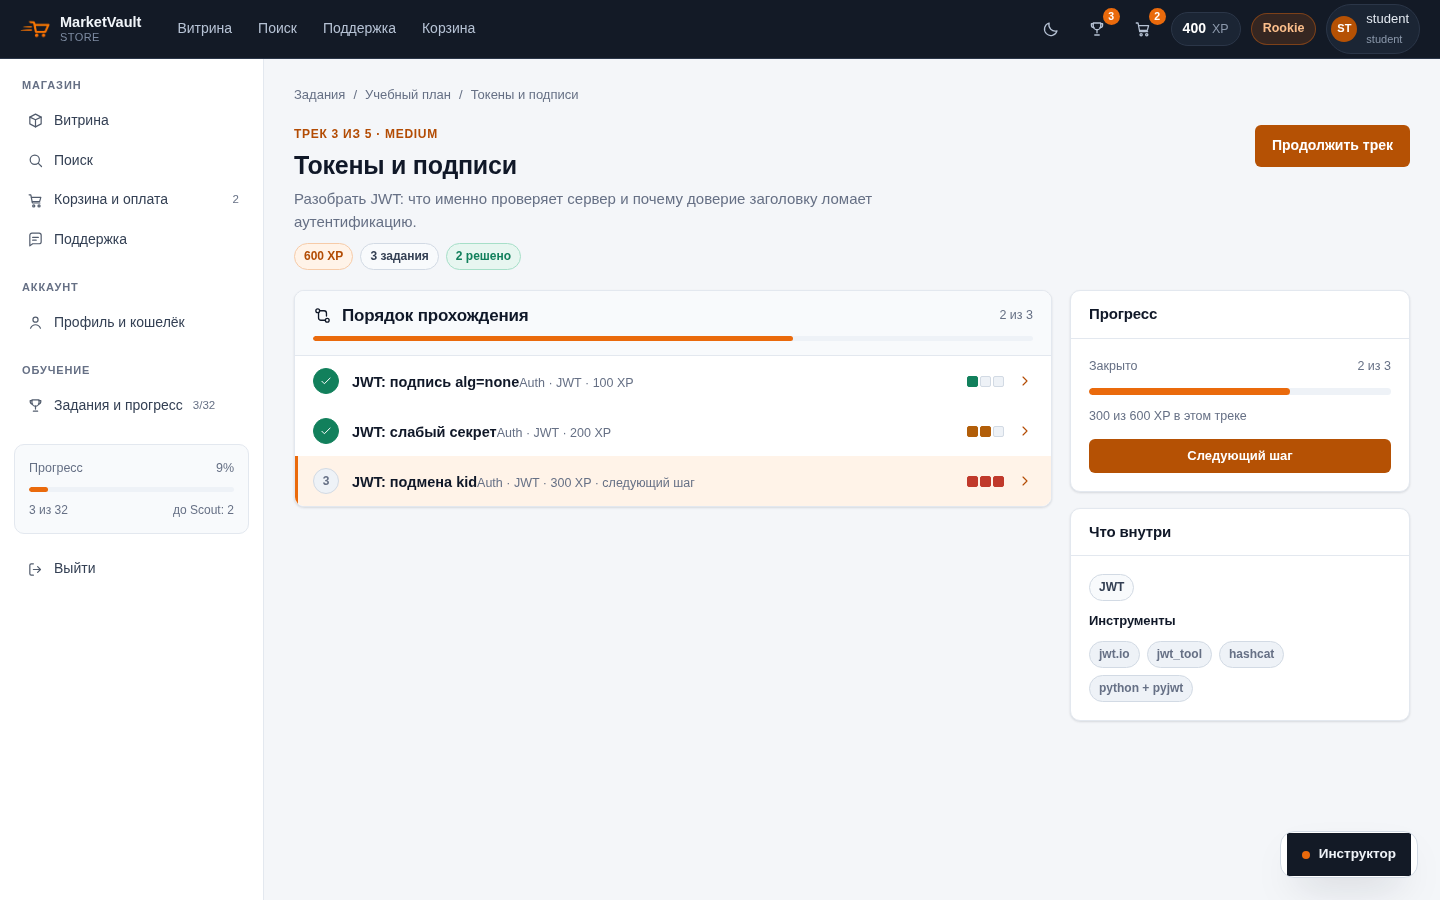 MarketVault
STORE
Витрина
Поиск
Поддержка
Корзина
3
2
400 XP
Rookie
ST
student
student
МАГАЗИН
Витрина
Поиск
Корзина и оплата 2
Поддержка
АККАУНТ
Профиль и кошелёк
ОБУЧЕНИЕ
Задания и прогресс 3/32
Прогресс 9%
3 из 32 до Scout: 2
Выйти
Задания / Учебный план / Токены и подписи
ТРЕК 3 ИЗ 5 · MEDIUM
Токены и подписи
Разобрать JWT: что именно проверяет сервер и почему доверие заголовку ломает
аутентификацию.
600 XP
3 задания
2 решено
Продолжить трек
Порядок прохождения 2 из 3
JWT: подпись alg=noneAuth · JWT · 100 XP
JWT: слабый секретAuth · JWT · 200 XP
3 JWT: подмена kidAuth · JWT · 300 XP · следующий шаг
Прогресс
Закрыто 2 из 3
300 из 600 XP в этом треке
Следующий шаг
Что внутри
JWT
Инструменты
jwt.io jwt_tool hashcat
python + pyjwt
Инструктор